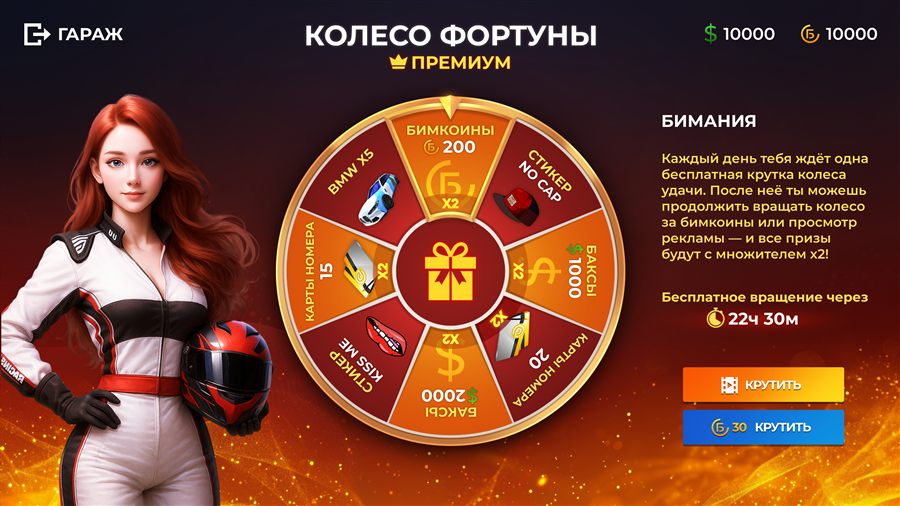 ГАРАЖ
КОЛЕСО ФОРТУНЫ
ПРЕМИУМ
$ 10000
Б 10000
БИМКОИНЫ
Б 200
Б
X2
СТИКЕР
NO CAP
БАКСЫ
$ 1000
$
X2
КАРТЫ НОМЕРА
20
X2
БАКСЫ
$ 2000
$
X2
СТИКЕР
KISS ME
КАРТЫ НОМЕРА
15
X2
BMW X5
БИМАНИЯ
Каждый день тебя ждёт одна
бесплатная крутка колеса
удачи. После неё ты можешь
продолжить вращать колесо
за бимкоины или просмотр
рекламы — и все призы
будут с множителем x2!
Бесплатное вращение через
22ч 30м
КРУТИТЬ
Б 30 КРУТИТЬ